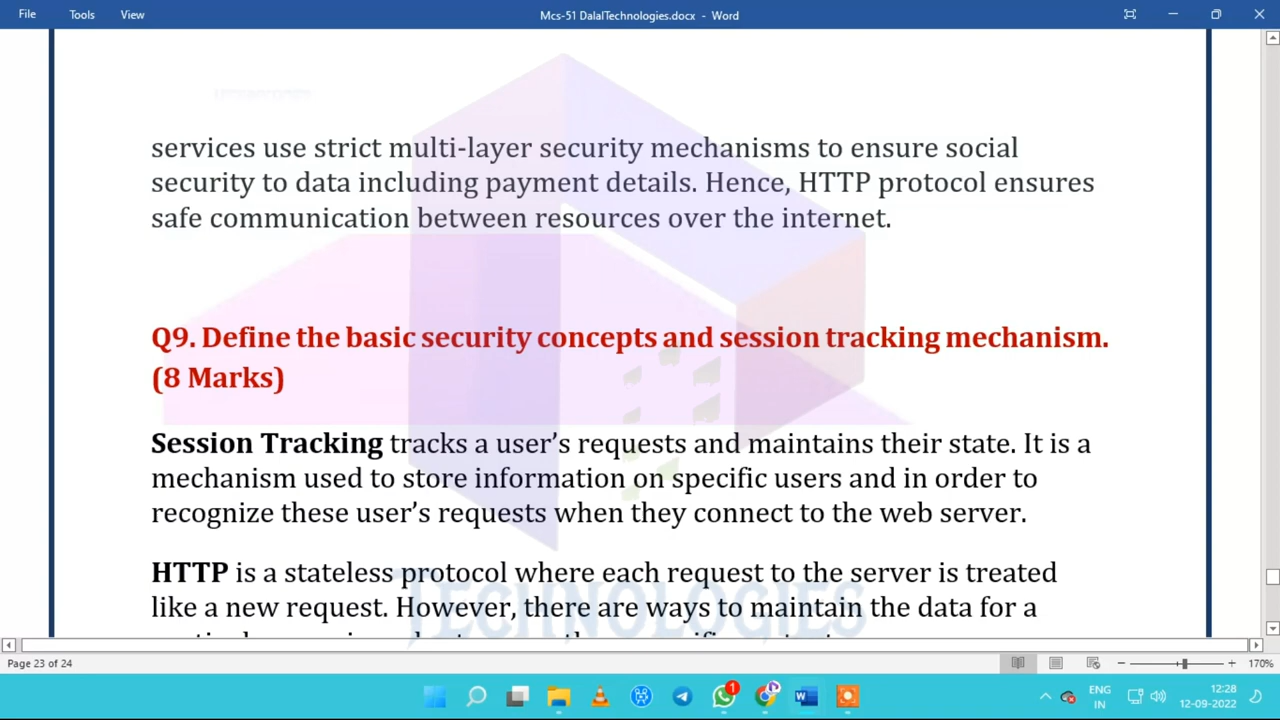 File Tools View Mcs-51 DalalTechnologies.docx - Word
services use strict multi-layer security mechanisms to ensure social
security to data including payment details. Hence, HTTP protocol ensures
safe communication between resources over the internet.
Q9. Define the basic security concepts and session tracking mechanism.
(8 Marks)
Session Tracking tracks a user’s requests and maintains their state. It is a
mechanism used to store information on specific users and in order to
recognize these user’s requests when they connect to the web server.
HTTP is a stateless protocol where each request to the server is treated
TECHNOLOGIES
like a new request. However, there are ways to maintain the data for a
Page 23 of 24 170%
1
ENG
IN
12:28
12-09-2022